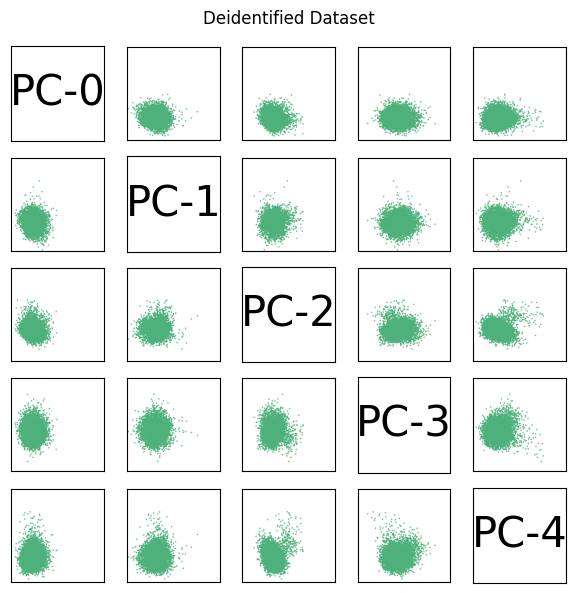 Deidentified Dataset
PC-0
PC-1
PC-2
PC-3
PC-4